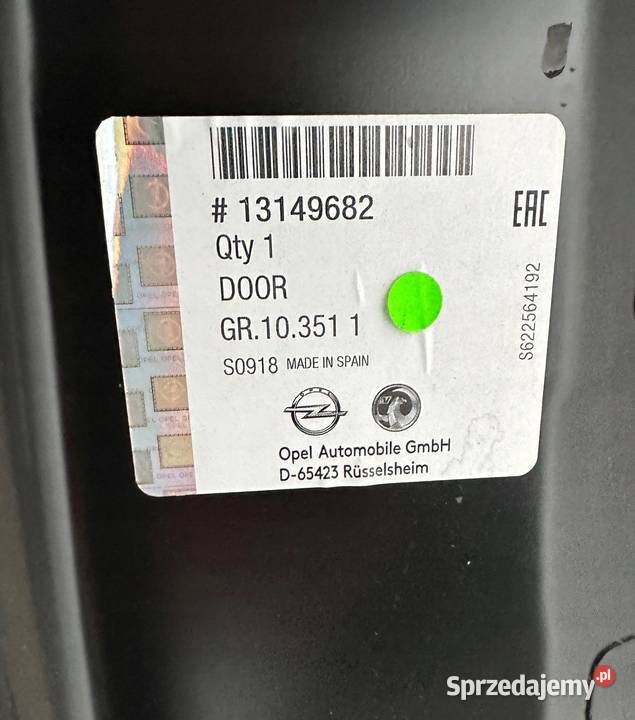 # 13149682
Qty 1
DOOR
GR.10.351 1
S0918 MADE IN SPAIN
EAC
S622564192
OPEL
Opel Automobile GmbH
D-65423 Rüsselsheim
Sprzedajemy.pl